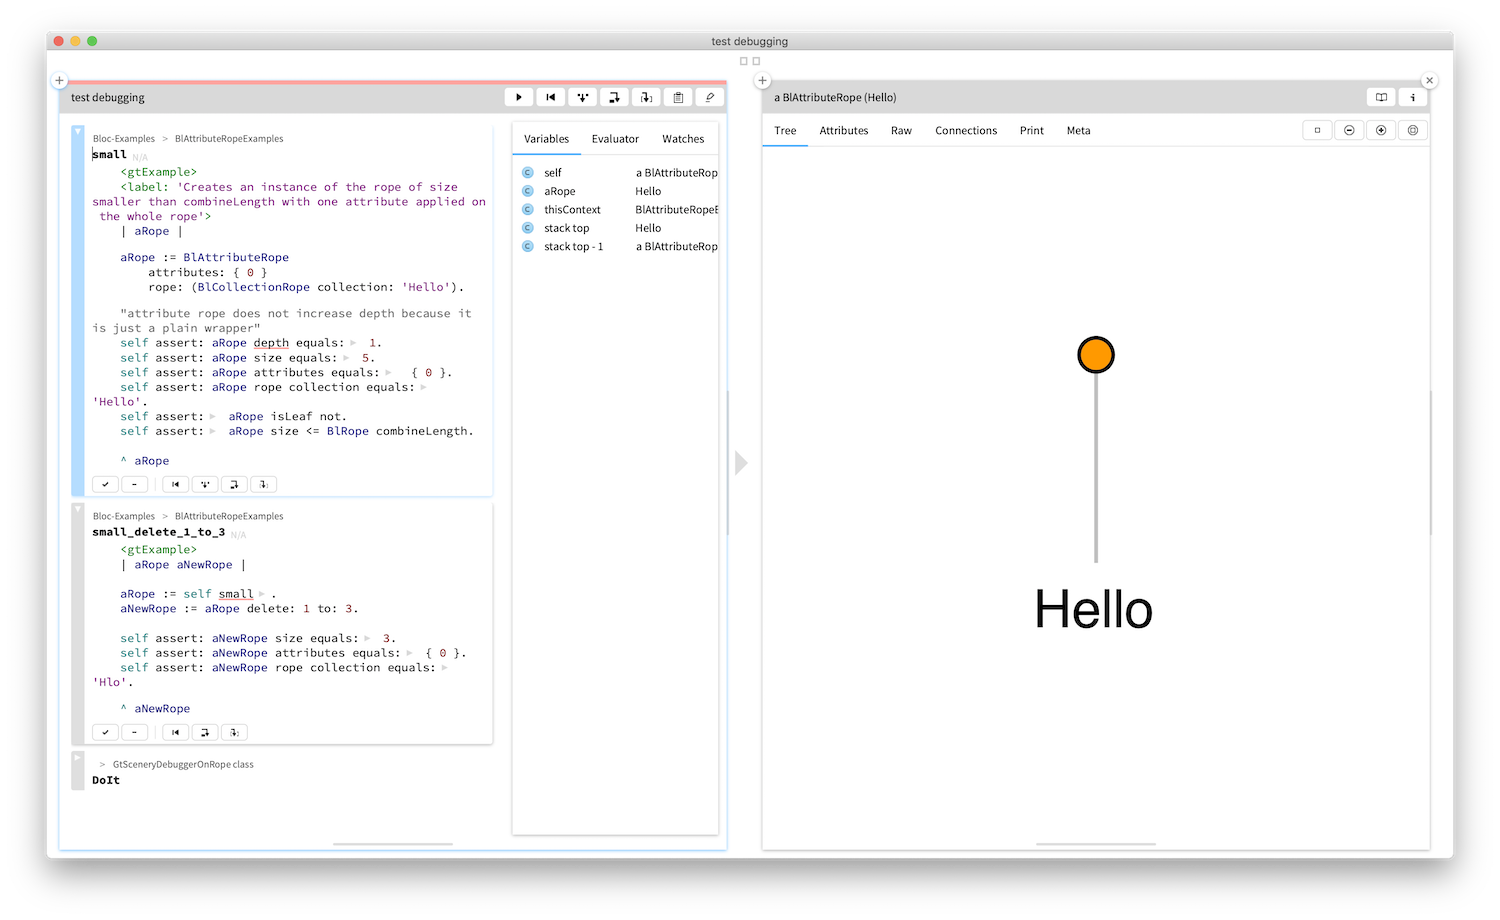 test debugging
test debugging
Bloc-Examples > BlAttributeRopeExamples
small N/A
<gtExample>
<label: 'Creates an instance of the rope of size
smaller than combineLength with one attribute applied on
the whole rope'>
| aRope |
aRope := BlAttributeRope
attributes: { 0 }
rope: (BlCollectionRope collection: 'Hello').
"attribute rope does not increase depth because it
is just a plain wrapper"
self assert: aRope depth equals: 1.
self assert: aRope size equals: 5.
self assert: aRope attributes equals: { 0 }.
self assert: aRope rope collection equals:
'Hello'.
self assert: aRope isLeaf not.
self assert: aRope size <= BlRope combineLength.
^ aRope
Bloc-Examples > BlAttributeRopeExamples
small_delete_1_to_3 N/A
<gtExample>
| aRope aNewRope |
aRope := self small .
aNewRope := aRope delete: 1 to: 3.
self assert: aNewRope size equals: 3.
self assert: aNewRope attributes equals: { 0 }.
self assert: aNewRope rope collection equals:
'Hlo'.
^ aNewRope
> GtSceneryDebuggerOnRope class
DoIt
Variables Evaluator Watches
self a BlAttributeRop
aRope Hello
thisContext BlAttributeRopeE
stack top Hello
stack top - 1 a BlAttributeRop
a BlAttributeRope (Hello)
Tree Attributes Raw Connections Print Meta
Hello